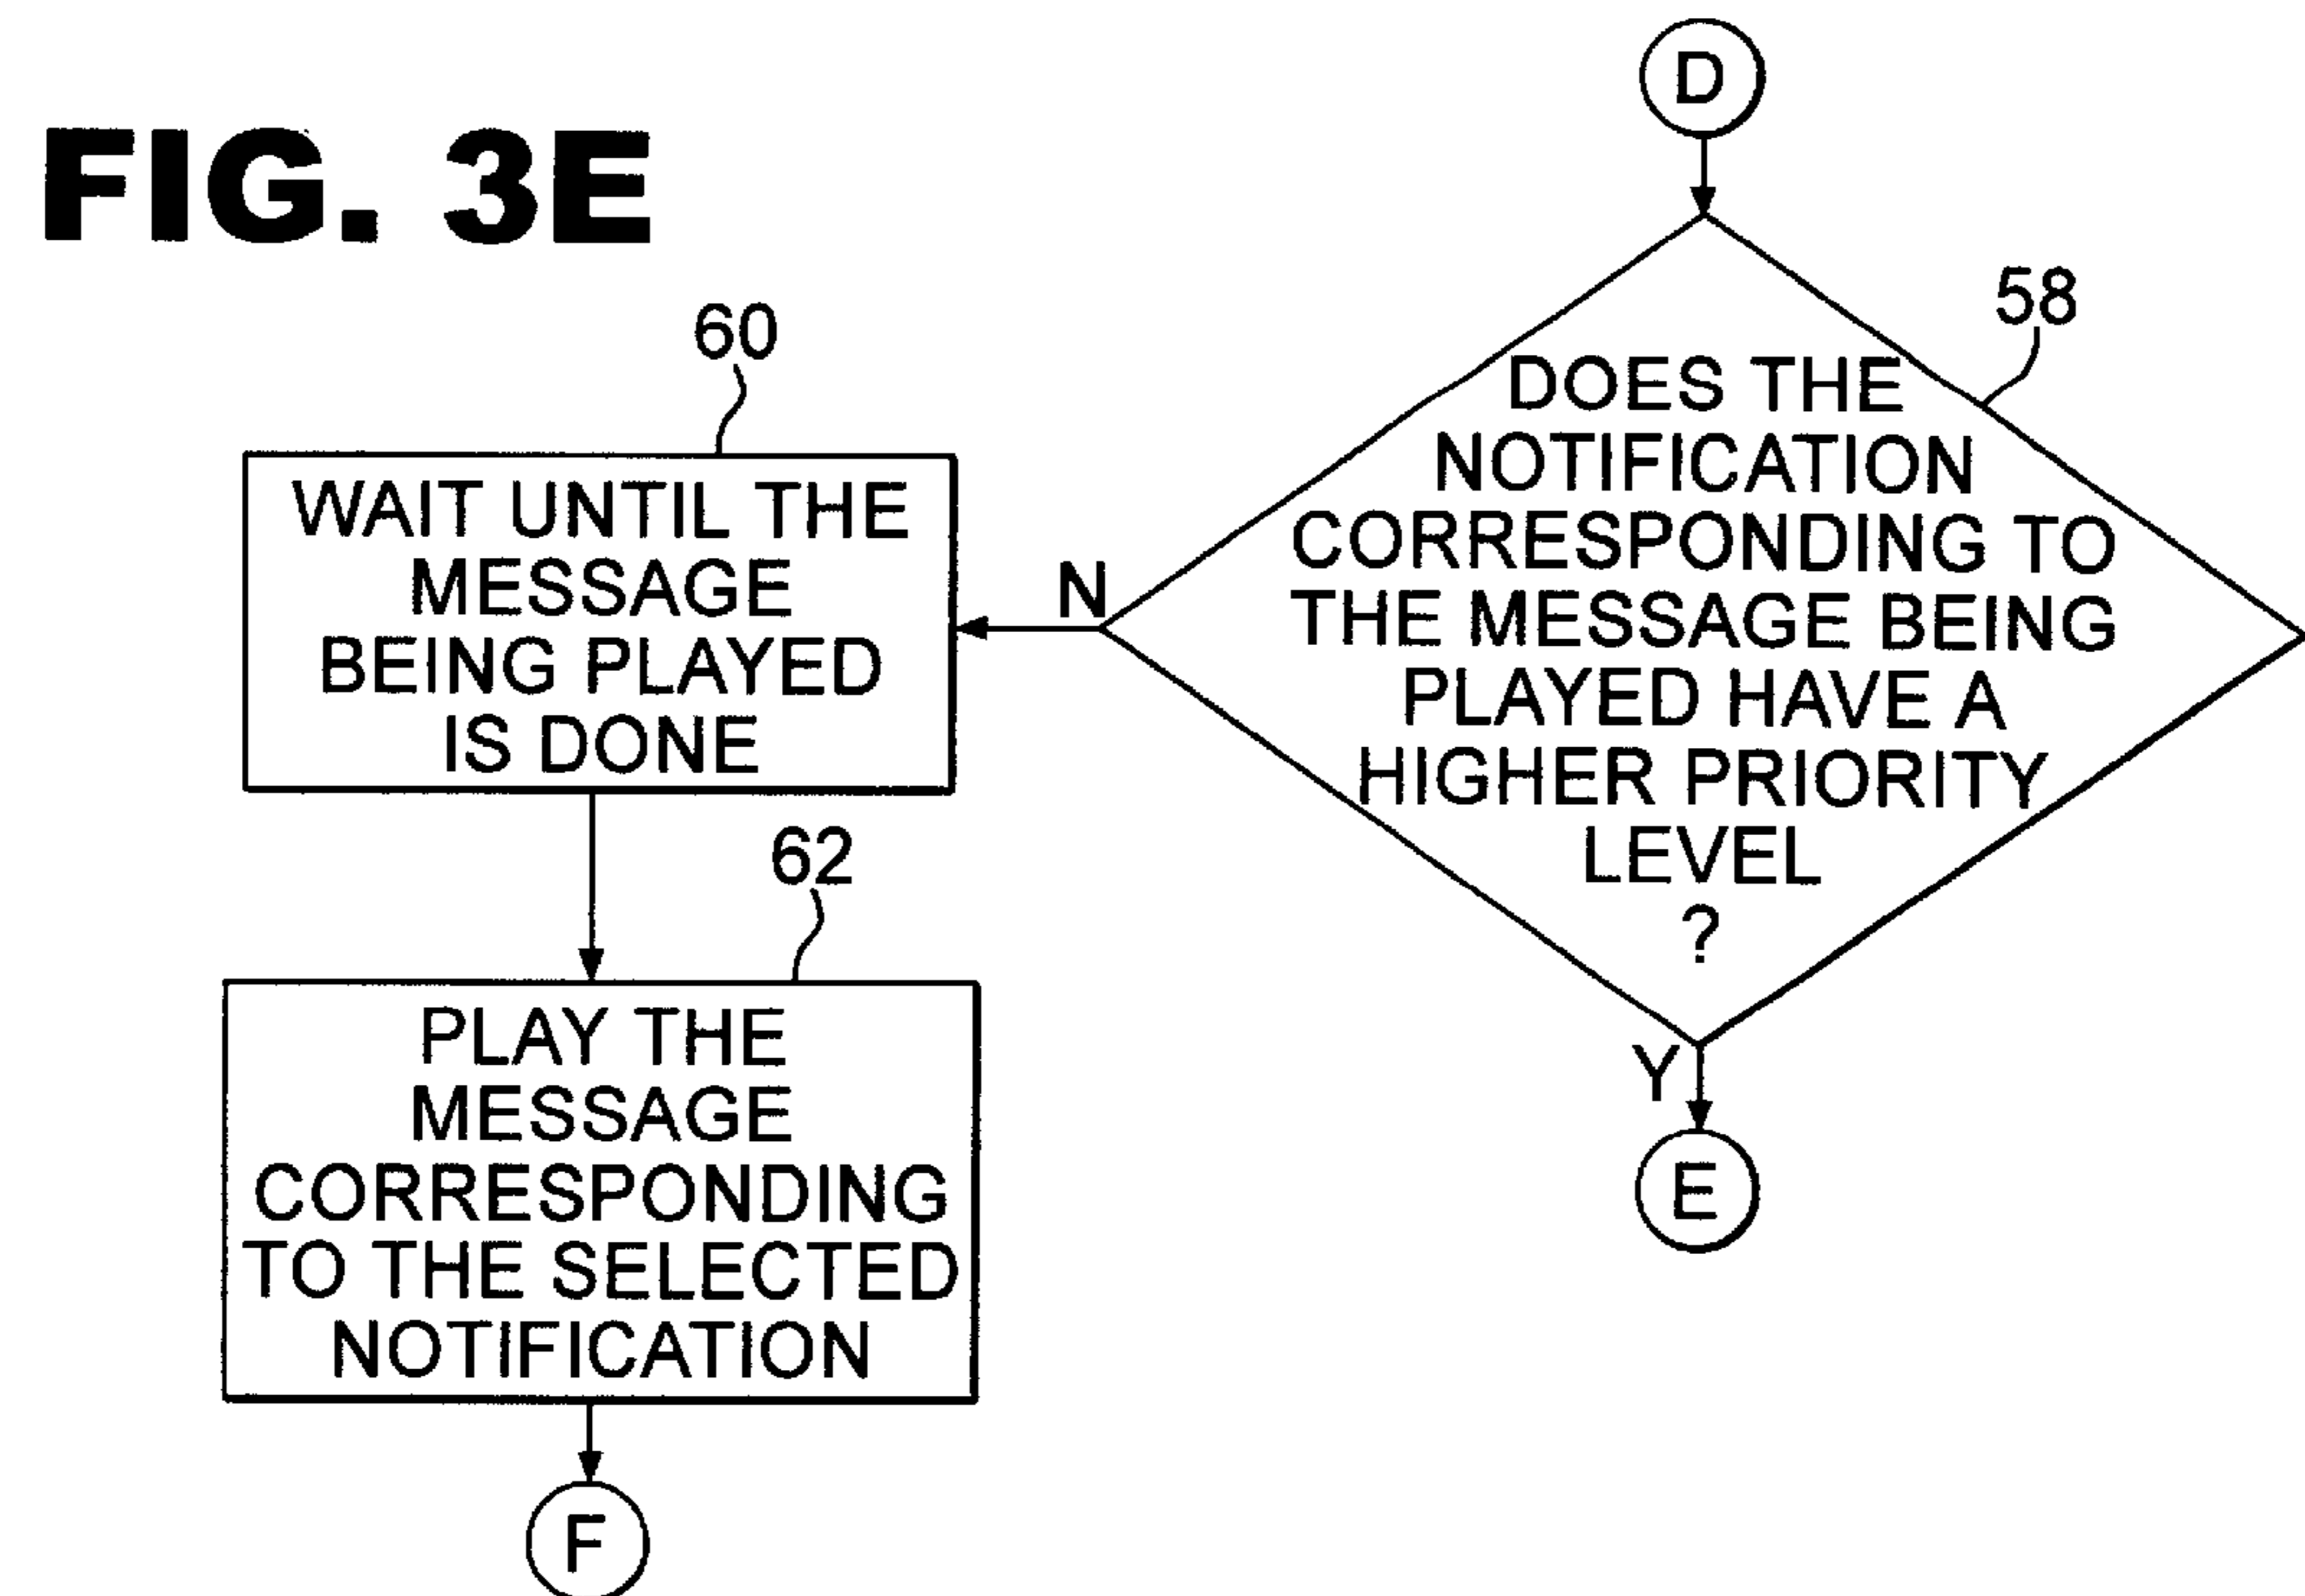 FIG. 3E
D
58
DOES THE
NOTIFICATION
CORRESPONDING TO
THE MESSAGE BEING
PLAYED HAVE A
HIGHER PRIORITY
LEVEL
?
N
Y
E
60
WAIT UNTIL THE
MESSAGE
BEING PLAYED
IS DONE
62
PLAY THE
MESSAGE
CORRESPONDING
TO THE SELECTED
NOTIFICATION
F